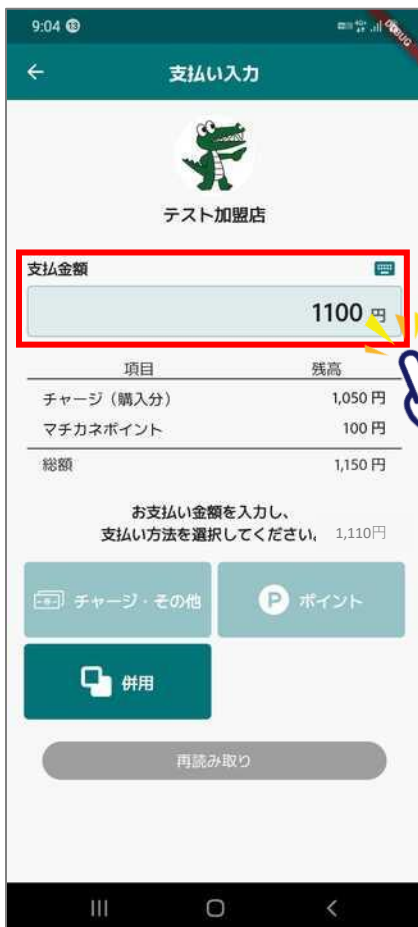 9:04 ⑬
DEBUG
支払い入力
テスト加盟店
支払金額
1100 円
項目 残高
チャージ（購入分） 1,050 円
マチカネポイント 100 円
総額 1,150 円
お支払い金額を入力し、
支払い方法を選択してください。 1,110円
チャージ・その他
P ポイント
併用
再読み取り